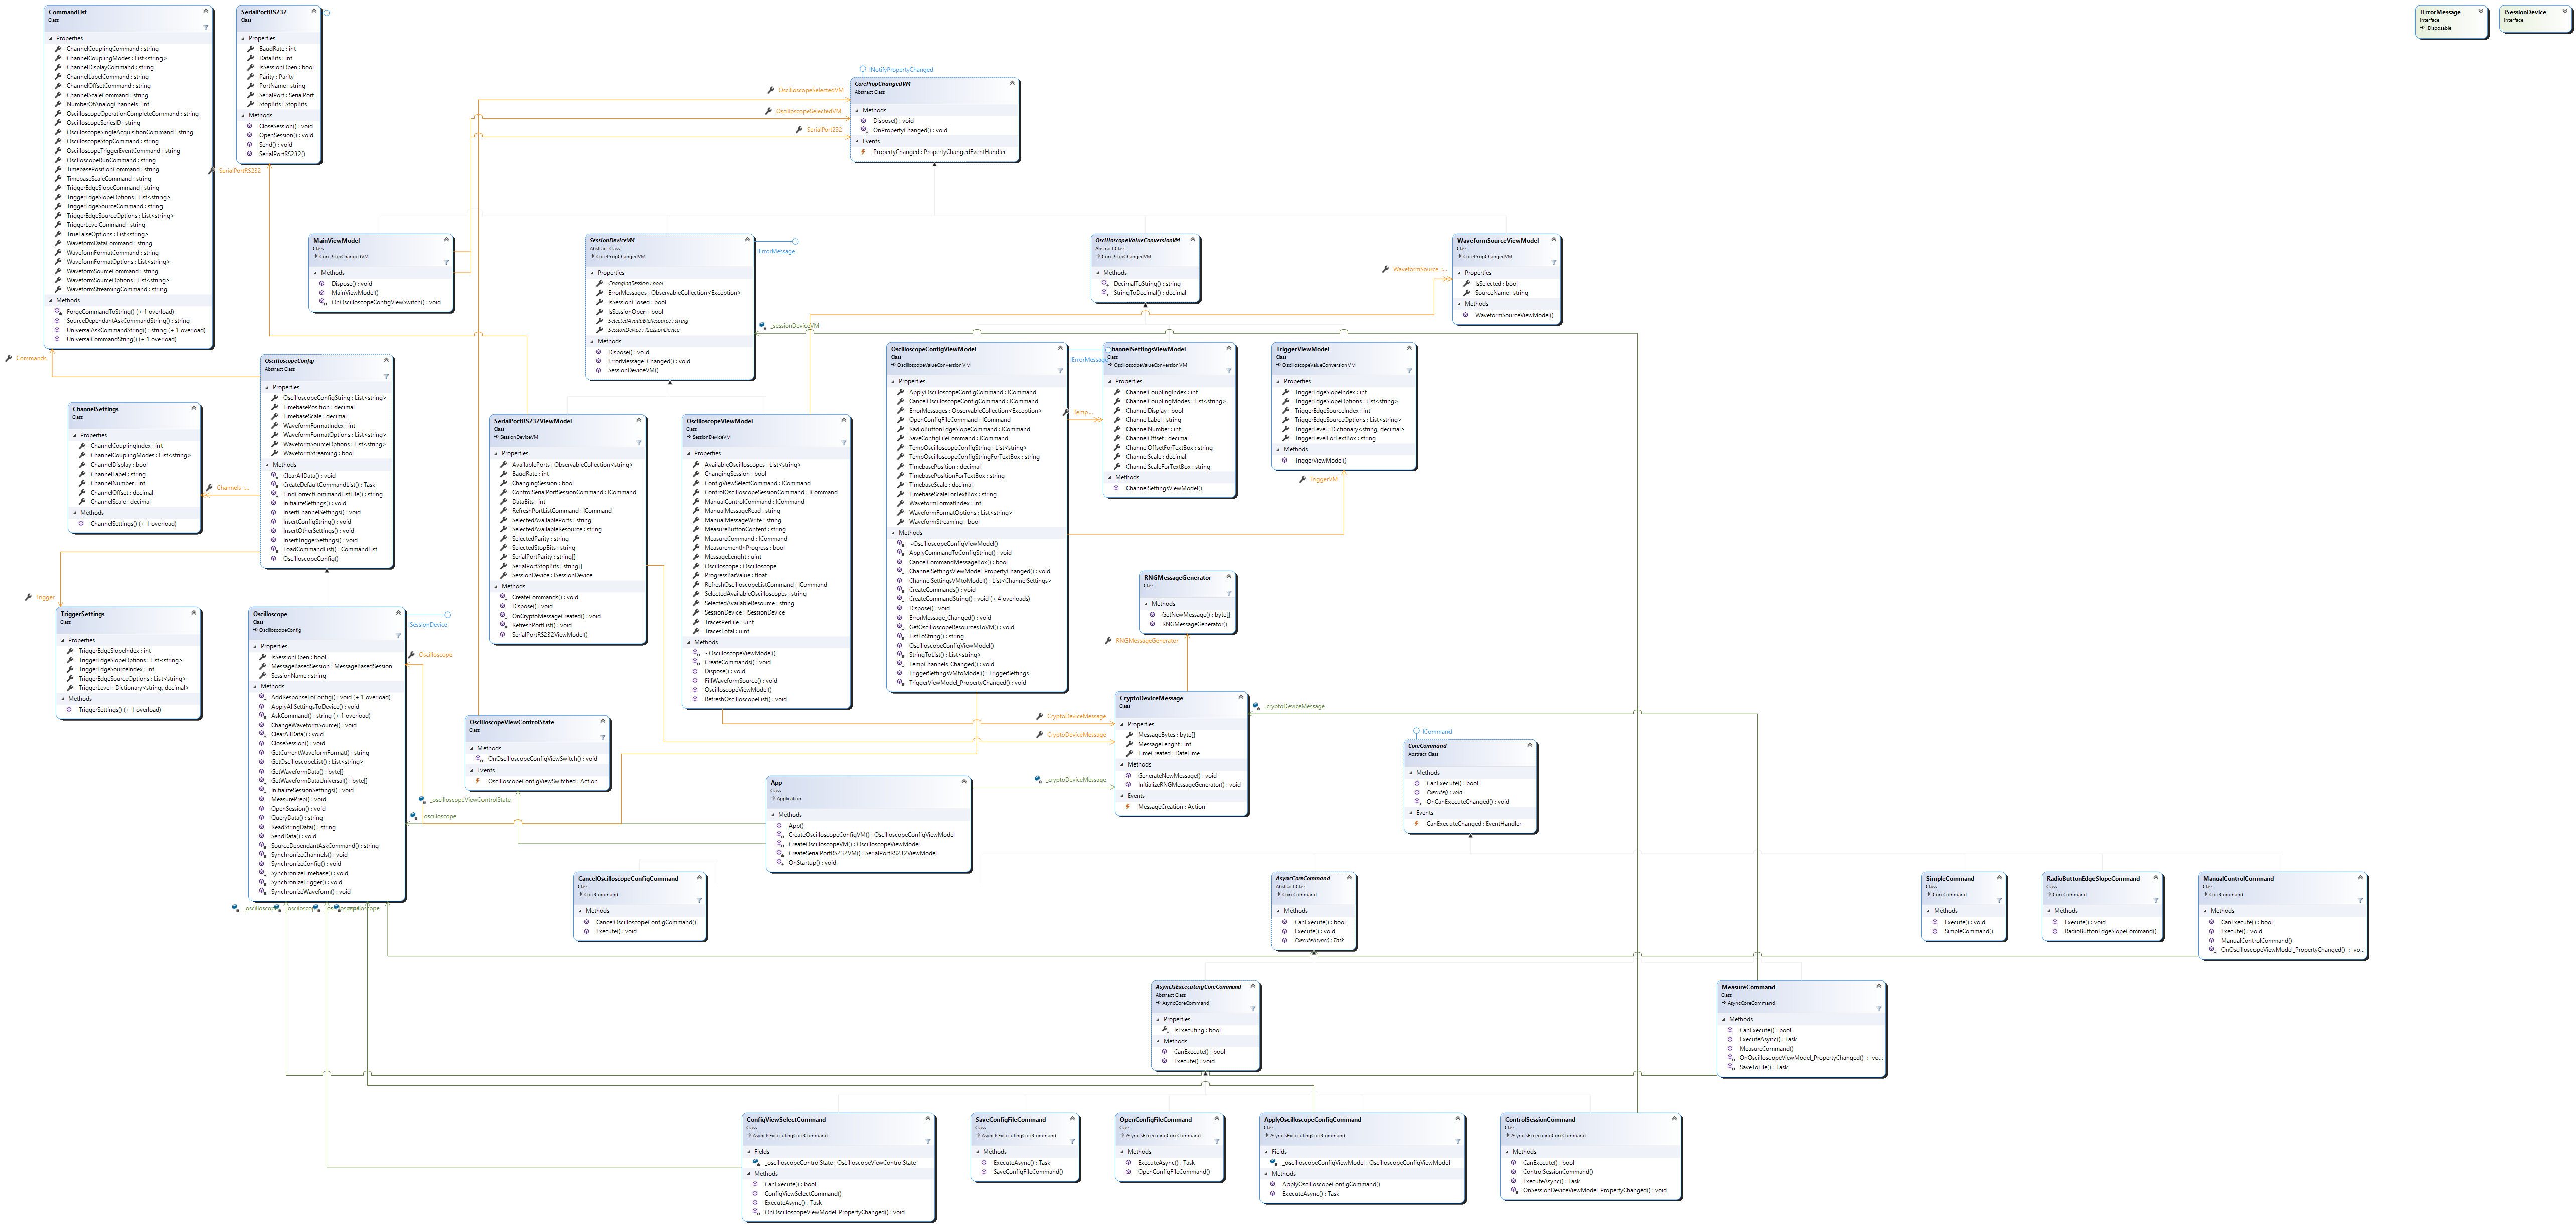 CommandList
Class
Properties
ChannelCouplingCommand : string
ChannelCouplingModes : List<string>
ChannelDisplayCommand : string
ChannelLabelCommand : string
ChannelOffsetCommand : string
ChannelScaleCommand : string
NumberOfAnalogChannels : int
OscilloscopeOperationCompleteCommand : string
OscilloscopeSeriesID : string
OscilloscopeSingleAcquisitionCommand : string
OscilloscopeStopCommand : string
OscilloscopeTriggerEventCommand : string
OsclloscopeRunCommand : string
TimebasePositionCommand : string
TimebaseScaleCommand : string
TriggerEdgeSlopeCommand : string
TriggerEdgeSlopeOptions : List<string>
TriggerEdgeSourceCommand : string
TriggerEdgeSourceOptions : List<string>
TriggerLevelCommand : string
TrueFalseOptions : List<string>
WaveformDataCommand : string
WaveformFormatCommand : string
WaveformFormatOptions : List<string>
WaveformSourceCommand : string
WaveformSourceOptions : List<string>
WaveformStreamingCommand : string
Methods
ForgeCommandToString() (+ 1 overload)
SourceDependantAskCommandString() : string
UniversalAskCommandString() : string (+ 1 overload)
UniversalCommandString() (+ 1 overload)
SerialPortRS232
Class
Properties
BaudRate : int
DataBits : int
IsSessionOpen : bool
Parity : Parity
PortName : string
SerialPort : SerialPort
StopBits : StopBits
Methods
CloseSession() : void
OpenSession() : void
Send() : void
SerialPortRS232()
SerialPortRS232
IErrorMessage
Interface
IDisposable
ISessionDevice
Interface
INotifyPropertyChanged
CorePropChangedVM
Abstract Class
Methods
Dispose() : void
OnPropertyChanged() : void
Events
PropertyChanged : PropertyChangedEventHandler
OscilloscopeSelectedVM
OscilloscopeSelectedVM
SerialPort232
MainViewModel
Class
CorePropChangedVM
Methods
Dispose() : void
MainViewModel()
OnOscilloscopeConfigViewSwitch() : void
SessionDeviceVM
Abstract Class
CorePropChangedVM
Properties
ChangingSession : bool
ErrorMessages : ObservableCollection<Exception>
IsSessionClosed : bool
IsSessionOpen : bool
SelectedAvailableResource : string
SessionDevice : ISessionDevice
Methods
Dispose() : void
ErrorMessage_Changed() : void
SessionDeviceVM()
IErrorMessage
_sessionDeviceVM
OscilloscopeValueConversionVM
Abstract Class
CorePropChangedVM
Methods
DecimalToString() : string
StringToDecimal() : decimal
WaveformSource :...
WaveformSourceViewModel
Class
CorePropChangedVM
Properties
IsSelected : bool
SourceName : string
Methods
WaveformSourceViewModel()
Commands
OscilloscopeConfig
Abstract Class
Properties
OscilloscopeConfigString : List<string>
TimebasePosition : decimal
TimebaseScale : decimal
WaveformFormatIndex : int
WaveformFormatOptions : List<string>
WaveformSourceOptions : List<string>
WaveformStreaming : bool
Methods
ClearAllData() : void
CreateDefaultCommandList() : Task
FindCorrectCommandListFile() : string
InitializeSettings() : void
InsertChannelSettings() : void
InsertConfigString() : void
InsertOtherSettings() : void
InsertTriggerSettings() : void
LoadCommandList() : CommandList
OscilloscopeConfig()
ChannelSettings
Class
Properties
ChannelCouplingIndex : int
ChannelCouplingModes : List<string>
ChannelDisplay : bool
ChannelLabel : string
ChannelNumber : int
ChannelOffset : decimal
ChannelScale : decimal
Methods
ChannelSettings() (+ 1 overload)
Channels :...
Trigger
TriggerSettings
Class
Properties
TriggerEdgeSlopeIndex : int
TriggerEdgeSlopeOptions : List<string>
TriggerEdgeSourceIndex : int
TriggerEdgeSourceOptions : List<string>
TriggerLevel : Dictionary<string, decimal>
Methods
TriggerSettings() (+ 1 overload)
Oscilloscope
Class
OscilloscopeConfig
Properties
IsSessionOpen : bool
MessageBasedSession : MessageBasedSession
SessionName : string
Methods
AddResponseToConfig() : void (+ 1 overload)
ApplyAllSettingsToDevice() : void
AskCommand() : string (+ 1 overload)
ChangeWaveformSource() : void
ClearAllData() : void
CloseSession() : void
GetCurrentWaveformFormat() : string
GetOscilloscopeList() : List<string>
GetWaveformData() : byte[]
GetWaveformDataUniversal() : byte[]
InitializeSessionSettings() : void
MeasurePrep() : void
OpenSession() : void
QueryData() : string
ReadStringData() : string
SendData() : void
SourceDependantAskCommand() : string
SynchronizeChannels() : void
SynchronizeConfig() : void
SynchronizeTimebase() : void
SynchronizeTrigger() : void
SynchronizeWaveform() : void
ISessionDevice
Oscilloscope
_oscilloscopeViewControlState
_oscilloscope
SerialPortRS232ViewModel
Class
SessionDeviceVM
Properties
AvailablePorts : ObservableCollection<string>
BaudRate : int
ChangingSession : bool
ControlSerialPortSessionCommand : ICommand
DataBits : int
RefreshPortListCommand : ICommand
SelectedAvailablePorts : string
SelectedAvailableResource : string
SelectedParity : string
SelectedStopBits : string
SerialPortParity : string[]
SerialPortStopBits : string[]
SessionDevice : ISessionDevice
Methods
CreateCommands() : void
Dispose() : void
OnCryptoMessageCreated() : void
RefreshPortList() : void
SerialPortRS232ViewModel()
OscilloscopeViewModel
Class
SessionDeviceVM
Properties
AvailableOscilloscopes : List<string>
ChangingSession : bool
ConfigViewSelectCommand : ICommand
ControlOscilloscopeSessionCommand : ICommand
ManualControlCommand : ICommand
ManualMessageRead : string
ManualMessageWrite : string
MeasureButtonContent : string
MeasureCommand : ICommand
MeasurementInProgress : bool
MessageLenght : uint
Oscilloscope : Oscilloscope
ProgressBarValue : float
RefreshOscilloscopeListCommand : ICommand
SelectedAvailableOscilloscopes : string
SelectedAvailableResource : string
SessionDevice : ISessionDevice
TracesPerFile : uint
TracesTotal : uint
Methods
~OscilloscopeViewModel()
CreateCommands() : void
Dispose() : void
FillWaveformSource() : void
OscilloscopeViewModel()
RefreshOscilloscopeList() : void
OscilloscopeConfigViewModel
Class
OscilloscopeValueConversionVM
Properties
ApplyOscilloscopeConfigCommand : ICommand
CancelOscilloscopeConfigCommand : ICommand
ErrorMessages : ObservableCollection<Exception>
OpenConfigFileCommand : ICommand
RadioButtonEdgeSlopeCommand : ICommand
SaveConfigFileCommand : ICommand
TempOscilloscopeConfigString : List<string>
TempOscilloscopeConfigStringForTextBox : string
TimebasePosition : decimal
TimebasePositionForTextBox : string
TimebaseScale : decimal
TimebaseScaleForTextBox : string
WaveformFormatIndex : int
WaveformFormatOptions : List<string>
WaveformStreaming : bool
Methods
~OscilloscopeConfigViewModel()
ApplyCommandToConfigString() : void
CancelCommandMessageBox() : bool
ChannelSettingsViewModel_PropertyChanged() : void
ChannelSettingsVMtoModel() : List<ChannelSettings>
CreateCommands() : void
CreateCommandString() : void (+ 4 overloads)
Dispose() : void
ErrorMessage_Changed() : void
GetOscilloscopeResourcesToVM() : void
ListToString() : string
OscilloscopeConfigViewModel()
StringToList() : List<string>
TempChannels_Changed() : void
TriggerSettingsVMtoModel() : TriggerSettings
TriggerViewModel_PropertyChanged() : void
IErrorMessage
Temp...
ChannelSettingsViewModel
Class
OscilloscopeValueConversionVM
Properties
ChannelCouplingIndex : int
ChannelCouplingModes : List<string>
ChannelDisplay : bool
ChannelLabel : string
ChannelNumber : int
ChannelOffset : decimal
ChannelOffsetForTextBox : string
ChannelScale : decimal
ChannelScaleForTextBox : string
Methods
ChannelSettingsViewModel()
TriggerViewModel
Class
OscilloscopeValueConversionVM
Properties
TriggerEdgeSlopeIndex : int
TriggerEdgeSlopeOptions : List<string>
TriggerEdgeSourceIndex : int
TriggerEdgeSourceOptions : List<string>
TriggerLevel : Dictionary<string, decimal>
TriggerLevelForTextBox : string
Methods
TriggerViewModel()
TriggerVM
RNGMessageGenerator
Class
Methods
GetNewMessage() : byte[]
RNGMessageGenerator()
RNGMessageGenerator
OscilloscopeViewControlState
Class
Methods
OnOscilloscopeConfigViewSwitch() : void
Events
OscilloscopeConfigViewSwitched : Action
CryptoDeviceMessage
CryptoDeviceMessage
_cryptoDeviceMessage
CryptoDeviceMessage
Class
Properties
MessageBytes : byte[]
MessageLenght : int
TimeCreated : DateTime
Methods
GenerateNewMessage() : void
InitializeRNGMessageGenerator() : void
Events
MessageCreation : Action
_cryptoDeviceMessage
App
Class
Application
Methods
App()
CreateOscilloscopeConfigVM() : OscilloscopeConfigViewModel
CreateOscilloscopeVM() : OscilloscopeViewModel
CreateSerialPortRS232VM() : SerialPortRS232ViewModel
OnStartup() : void
ICommand
CoreCommand
Abstract Class
Methods
CanExecute() : bool
Execute() : void
OnCanExecuteChanged() : void
Events
CanExecuteChanged : EventHandler
CancelOscilloscopeConfigCommand
Class
CoreCommand
Methods
CancelOscilloscopeConfigCommand()
Execute() : void
AsyncCoreCommand
Abstract Class
CoreCommand
Methods
CanExecute() : bool
Execute() : void
ExecuteAsync() : Task
SimpleCommand
Class
CoreCommand
Methods
Execute() : void
SimpleCommand()
RadioButtonEdgeSlopeCommand
Class
CoreCommand
Methods
Execute() : void
RadioButtonEdgeSlopeCommand()
ManualControlCommand
Class
CoreCommand
Methods
CanExecute() : bool
Execute() : void
ManualControlCommand()
OnOscilloscopeViewModel_PropertyChanged() : vo...
AsyncIsExcecutingCoreCommand
Abstract Class
AsyncCoreCommand
Properties
IsExecuting : bool
Methods
CanExecute() : bool
Execute() : void
MeasureCommand
Class
AsyncCoreCommand
Methods
CanExecute() : bool
ExecuteAsync() : Task
MeasureCommand()
OnOscilloscopeViewModel_PropertyChanged() : vo...
SaveToFile() : Task
ConfigViewSelectCommand
Class
AsyncIsExcecutingCoreCommand
Fields
_oscilloscopeControlState : OscilloscopeViewControlState
Methods
CanExecute() : bool
ConfigViewSelectCommand()
ExecuteAsync() : Task
OnOscilloscopeViewModel_PropertyChanged() : void
SaveConfigFileCommand
Class
AsyncIsExcecutingCoreCommand
Methods
ExecuteAsync() : Task
SaveConfigFileCommand()
OpenConfigFileCommand
Class
AsyncIsExcecutingCoreCommand
Methods
ExecuteAsync() : Task
OpenConfigFileCommand()
ApplyOscilloscopeConfigCommand
Class
AsyncIsExcecutingCoreCommand
Fields
_oscilloscopeConfigViewModel : OscilloscopeConfigViewModel
Methods
ApplyOscilloscopeConfigCommand()
ExecuteAsync() : Task
ControlSessionCommand
Class
AsyncIsExcecutingCoreCommand
Methods
CanExecute() : bool
ControlSessionCommand()
ExecuteAsync() : Task
OnSessionDeviceViewModel_PropertyChanged() : void